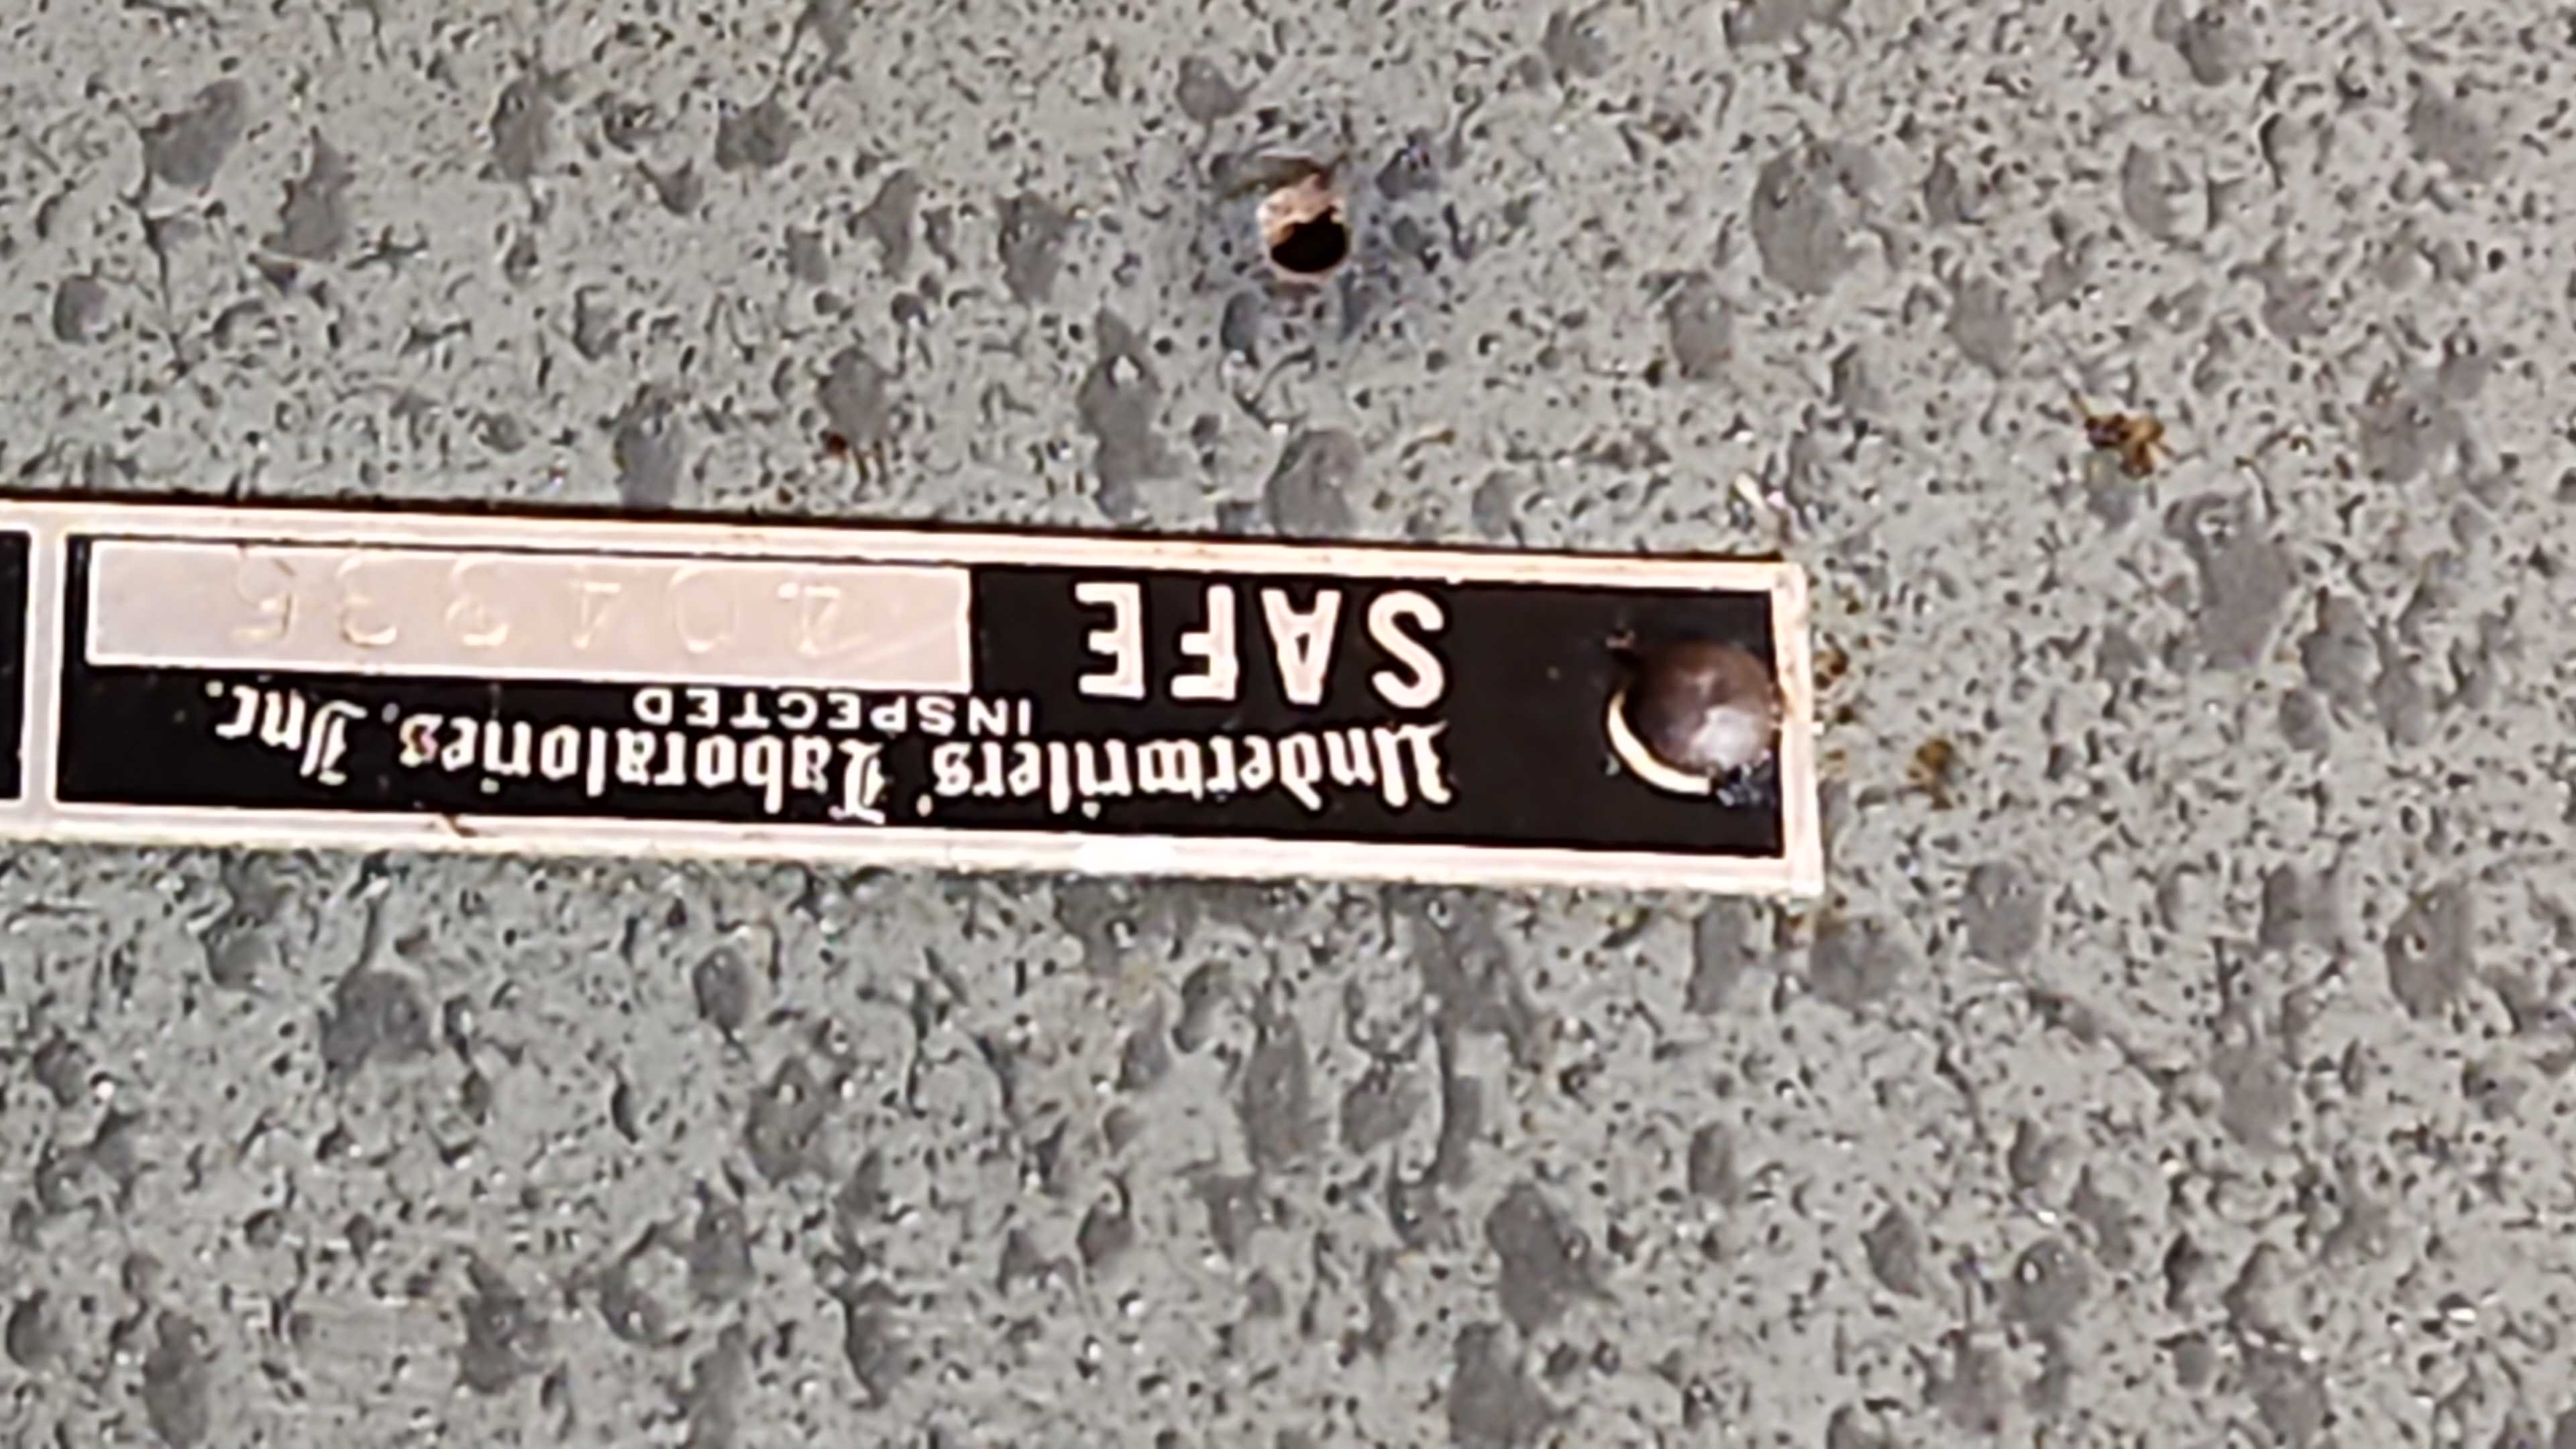 Underwriters' Laboratories, Inc.
INSPECTED
SAFE